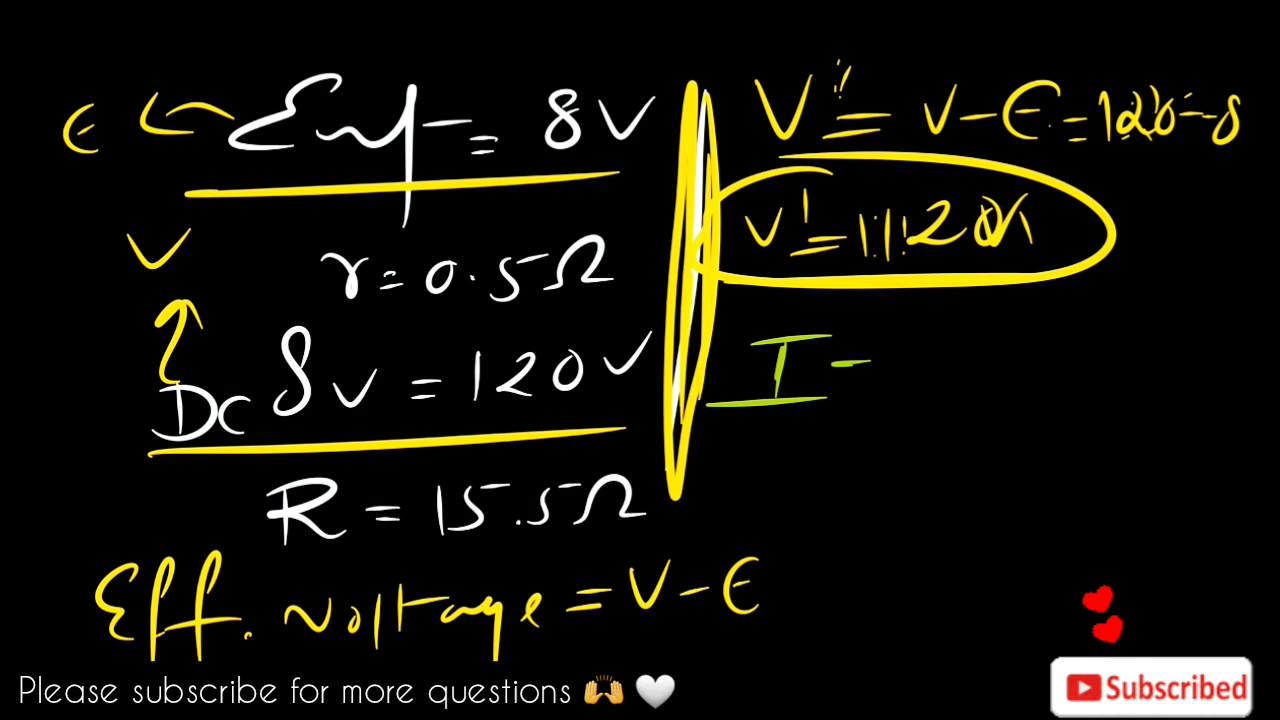 ε ← Emf = 8V
V
r = 0.5Ω
DC δV = 120V
R = 15.5Ω
Eff. voltage = V - ε
V' = V - ε = 120 - 8
V' = 112V
I -
Please subscribe for more questions 🙌 🤍
Subscribed